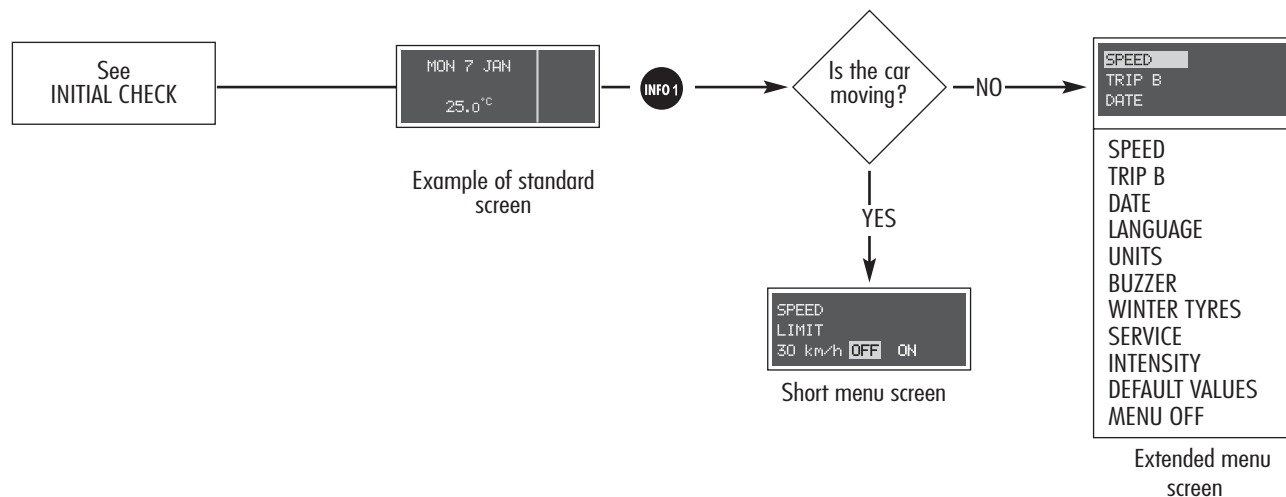 See
INITIAL CHECK
MON 7 JAN
25.0°C
Example of standard
screen
INFO 1
Is the car
moving?
NO
YES
SPEED
LIMIT
30 km/h OFF ON
Short menu screen
SPEED
TRIP B
DATE
SPEED
TRIP B
DATE
LANGUAGE
UNITS
BUZZER
WINTER TYRES
SERVICE
INTENSITY
DEFAULT VALUES
MENU OFF
Extended menu
screen